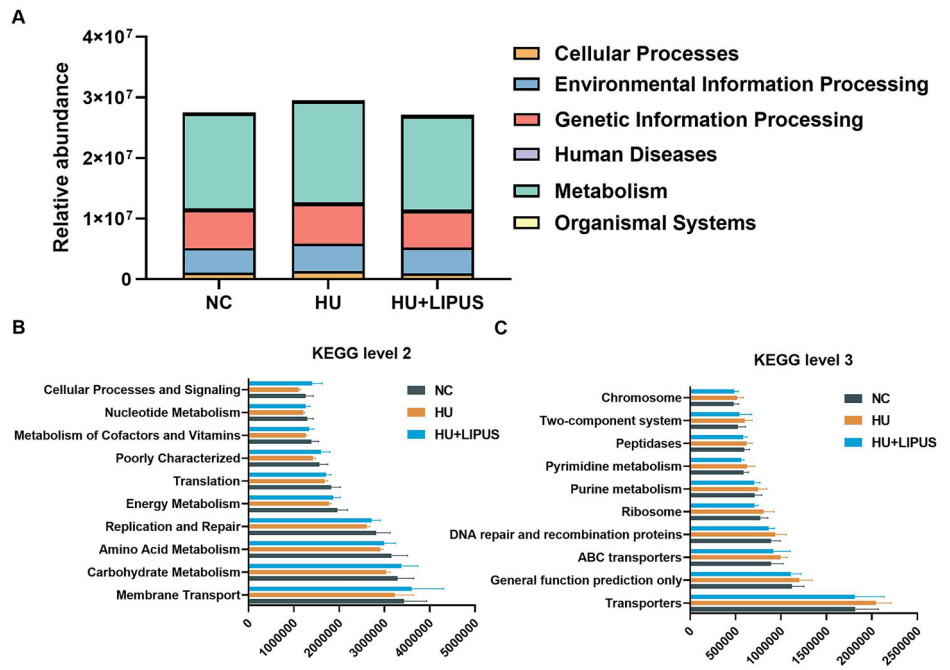 A
Relative abundance
4×10⁷
3×10⁷
2×10⁷
1×10⁷
0
NC
HU
HU+LIPUS
Cellular Processes
Environmental Information Processing
Genetic Information Processing
Human Diseases
Metabolism
Organismal Systems
B
KEGG level 2
Cellular Processes and Signaling
Nucleotide Metabolism
Metabolism of Cofactors and Vitamins
Poorly Characterized
Translation
Energy Metabolism
Replication and Repair
Amino Acid Metabolism
Carbohydrate Metabolism
Membrane Transport
NC
HU
HU+LIPUS
0
1000000
2000000
3000000
4000000
5000000
C
KEGG level 3
Chromosome
Two-component system
Peptidases
Pyrimidine metabolism
Purine metabolism
Ribosome
DNA repair and recombination proteins
ABC transporters
General function prediction only
Transporters
NC
HU
HU+LIPUS
0
500000
1000000
1500000
2000000
2500000